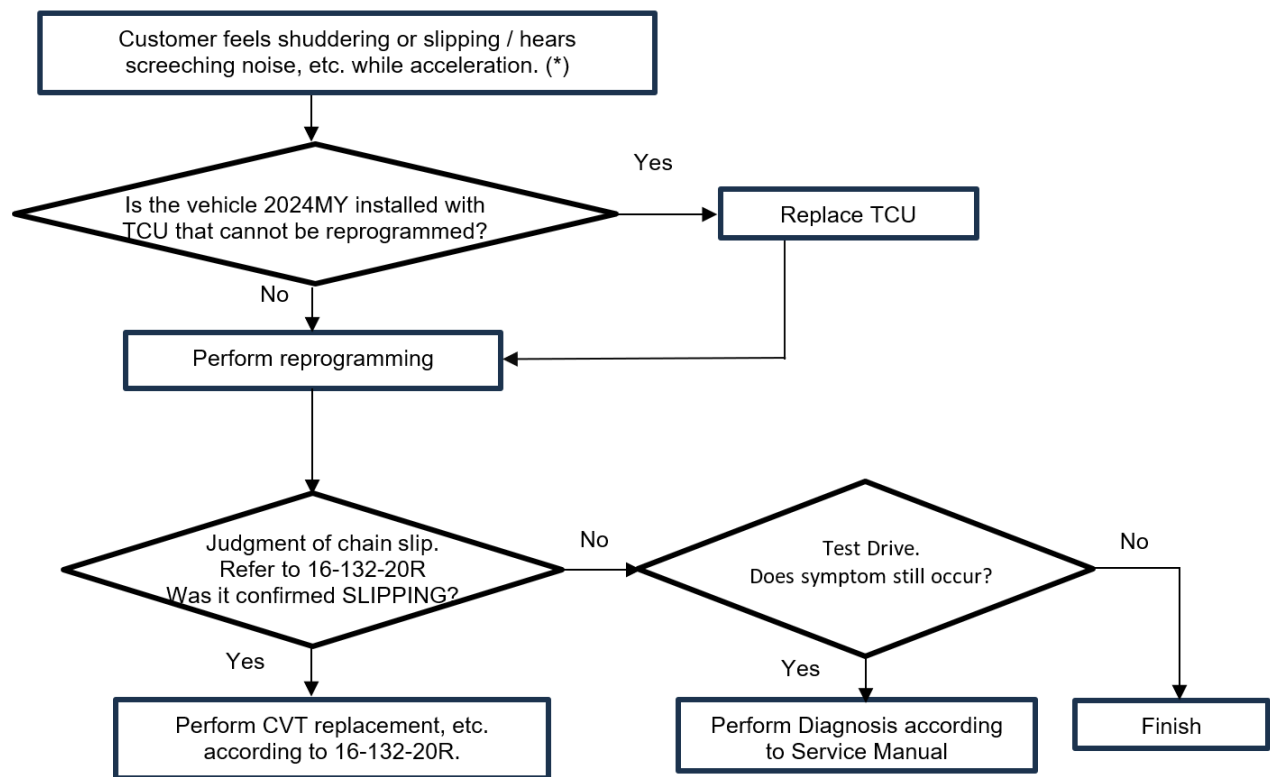 Customer feels shuddering or slipping / hears
screeching noise, etc. while acceleration. (*)
Yes
Is the vehicle 2024MY installed with
TCU that cannot be reprogrammed?
Replace TCU
No
Perform reprogramming
Judgment of chain slip.
Refer to 16-132-20R
Was it confirmed SLIPPING?
No
Test Drive.
Does symptom still occur?
No
Yes
Yes
Perform CVT replacement, etc.
according to 16-132-20R.
Perform Diagnosis according
to Service Manual
Finish